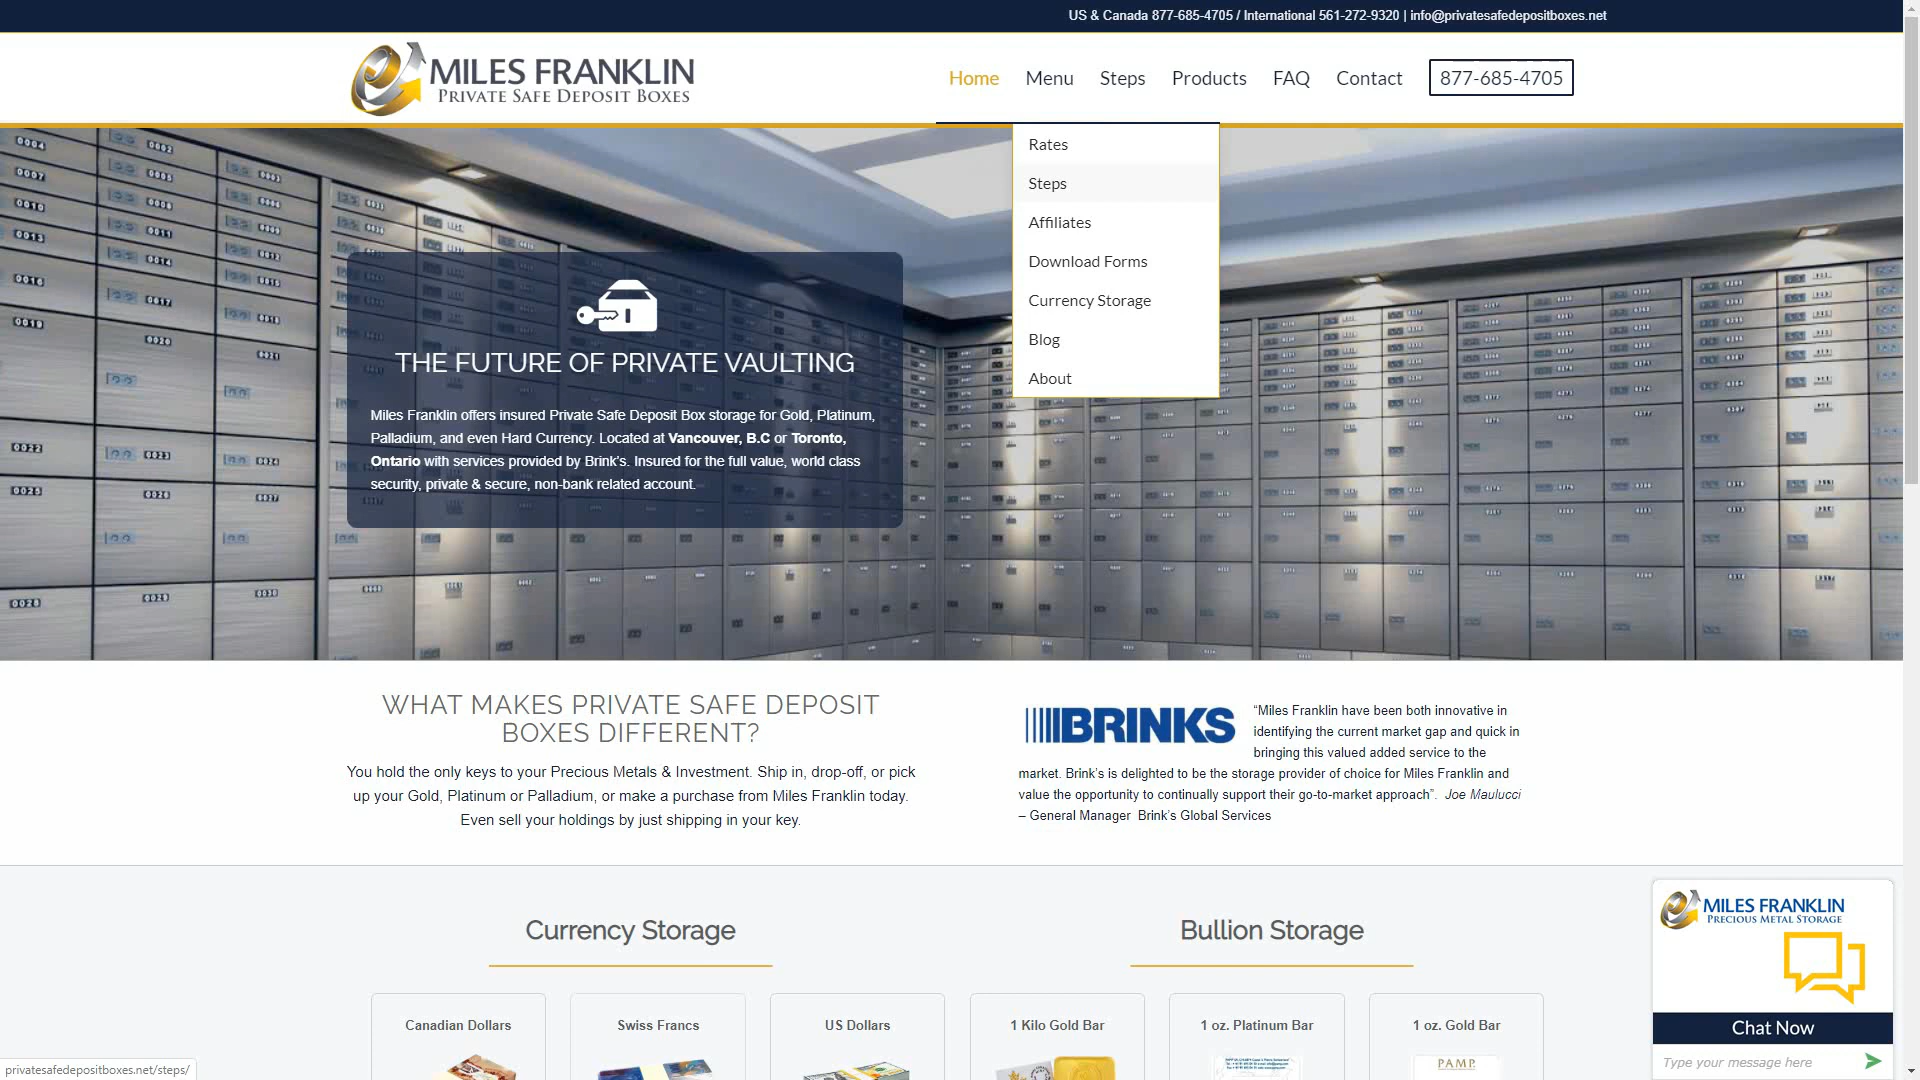 US & Canada 877-685-4705 / International 561-272-9320 | info@privatesafedepositboxes.net
MILES FRANKLIN
PRIVATE SAFE DEPOSIT BOXES
Home Menu Steps Products FAQ Contact 877-685-4705
Rates
Steps
Affiliates
Download Forms
Currency Storage
Blog
About
THE FUTURE OF PRIVATE VAULTING
Miles Franklin offers insured Private Safe Deposit Box storage for Gold, Platinum,
Palladium, and even Hard Currency. Located at Vancouver, B.C or Toronto,
Ontario with services provided by Brink's. Insured for the full value, world class
security, private & secure, non-bank related account.
WHAT MAKES PRIVATE SAFE DEPOSIT
BOXES DIFFERENT?
You hold the only keys to your Precious Metals & Investment. Ship in, drop-off, or pick
up your Gold, Platinum or Palladium, or make a purchase from Miles Franklin today.
Even sell your holdings by just shipping in your key.
BRINKS
“Miles Franklin have been both innovative in
identifying the current market gap and quick in
bringing this valued added service to the
market. Brink’s is delighted to be the storage provider of choice for Miles Franklin and
value the opportunity to continually support their go-to-market approach”. Joe Maulucci
– General Manager Brink’s Global Services
Currency Storage
Bullion Storage
Canadian Dollars
Swiss Francs
US Dollars
1 Kilo Gold Bar
1 oz. Platinum Bar
1 oz. Gold Bar
PAMP
MILES FRANKLIN
PRECIOUS METAL STORAGE
Chat Now
Type your message here
privatesafedepositboxes.net/steps/